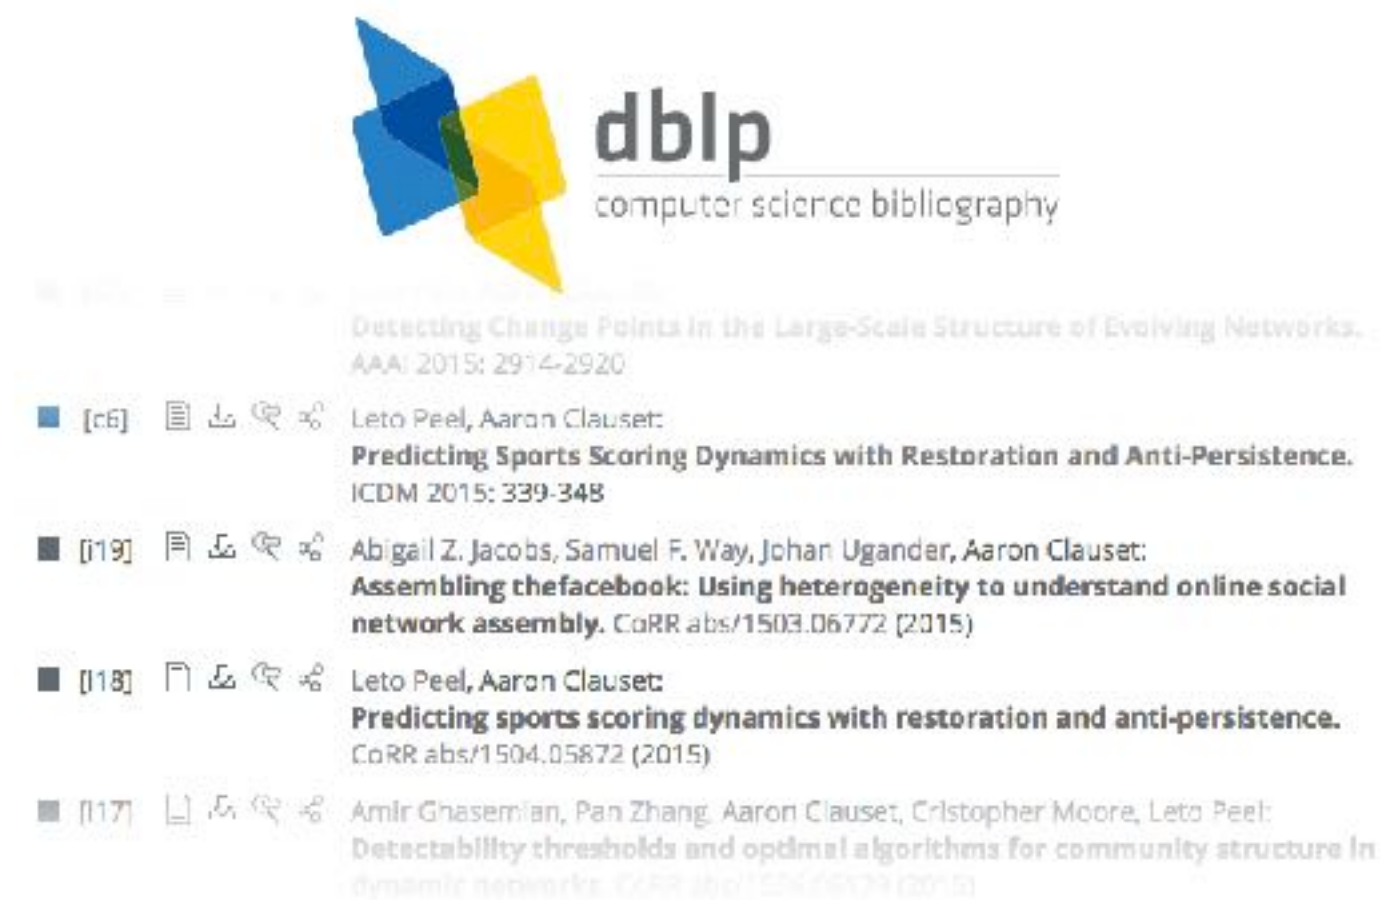 dblp
computer science bibliography
Detecting Change Points in the Large-Scale Structure of Evolving Networks.
AAAI 2015: 2914-2920
[c6] Leto Peel, Aaron Clauset:
Predicting Sports Scoring Dynamics with Restoration and Anti-Persistence.
ICDM 2015: 339-348
[i19] Abigail Z. Jacobs, Samuel F. Way, Johan Ugander, Aaron Clauset:
Assembling thefacebook: Using heterogeneity to understand online social
network assembly. CoRR abs/1503.06772 (2015)
[i18] Leto Peel, Aaron Clauset:
Predicting sports scoring dynamics with restoration and anti-persistence.
CoRR abs/1504.05872 (2015)
[i17] Amir Ghasemian, Pan Zhang, Aaron Clauset, Cristopher Moore, Leto Peel:
Detectability thresholds and optimal algorithms for community structure in
dynamic networks. CoRR (2015)